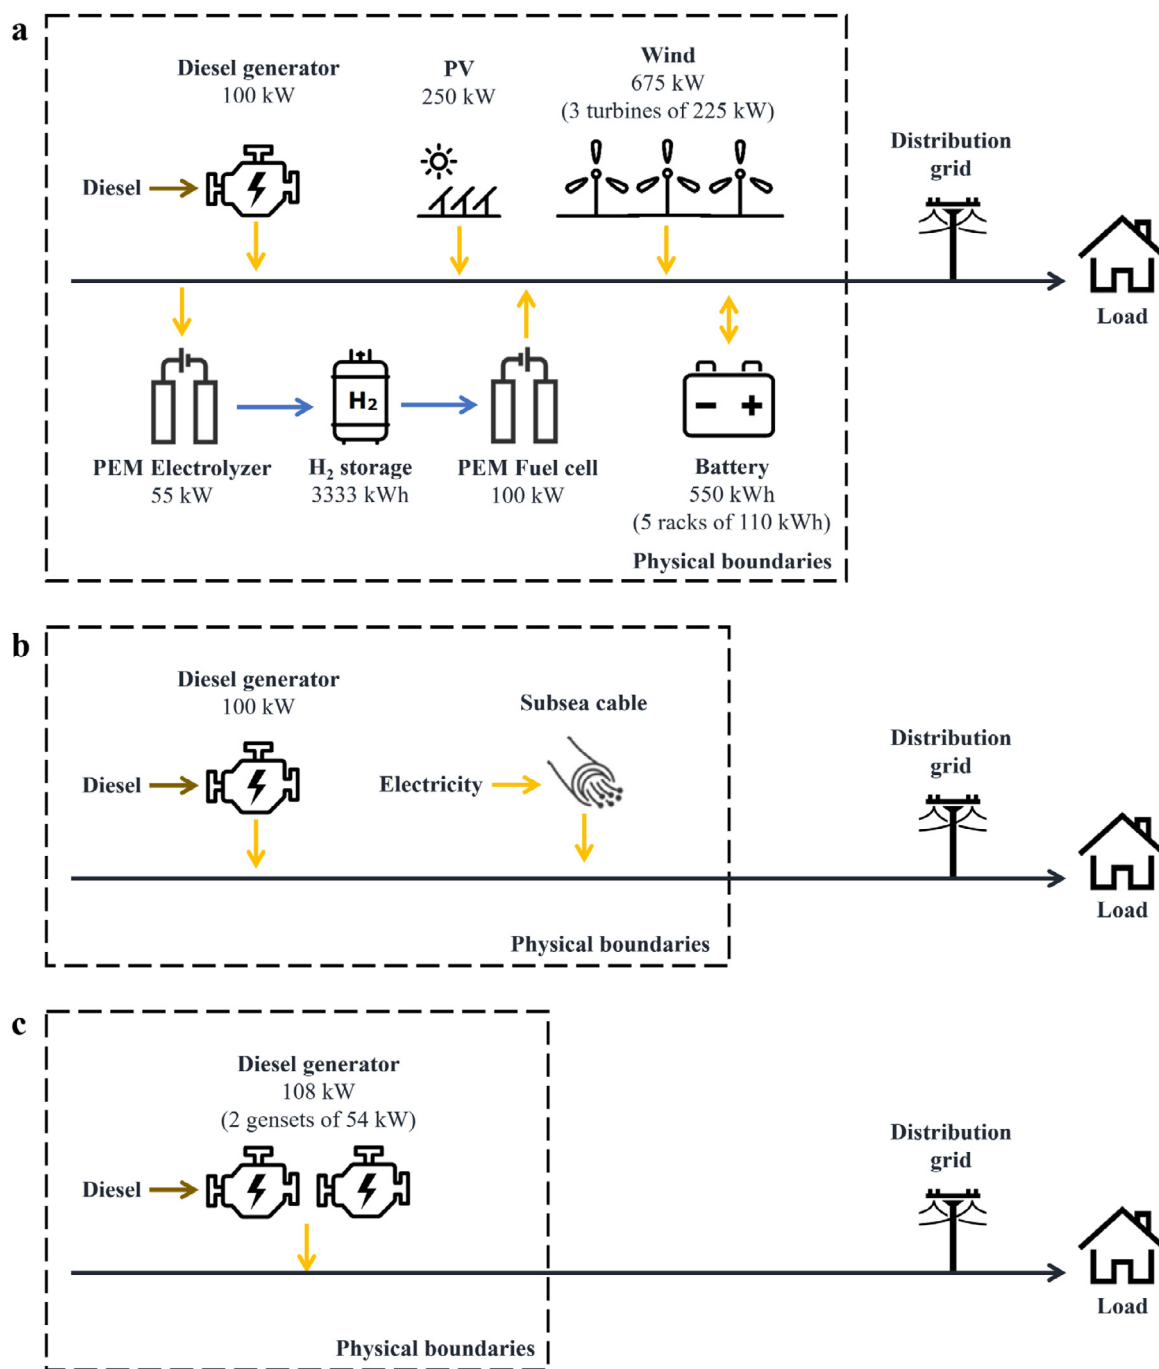 a
Diesel generator
100 kW
PV
250 kW
Wind
675 kW
(3 turbines of 225 kW)
Diesel
Distribution
grid
Load
PEM Electrolyzer
55 kW
H₂
H₂ storage
3333 kWh
PEM Fuel cell
100 kW
Battery
550 kWh
(5 racks of 110 kWh)
Physical boundaries
b
Diesel generator
100 kW
Subsea cable
Diesel
Electricity
Distribution
grid
Load
Physical boundaries
c
Diesel generator
108 kW
(2 gensets of 54 kW)
Diesel
Distribution
grid
Load
Physical boundaries